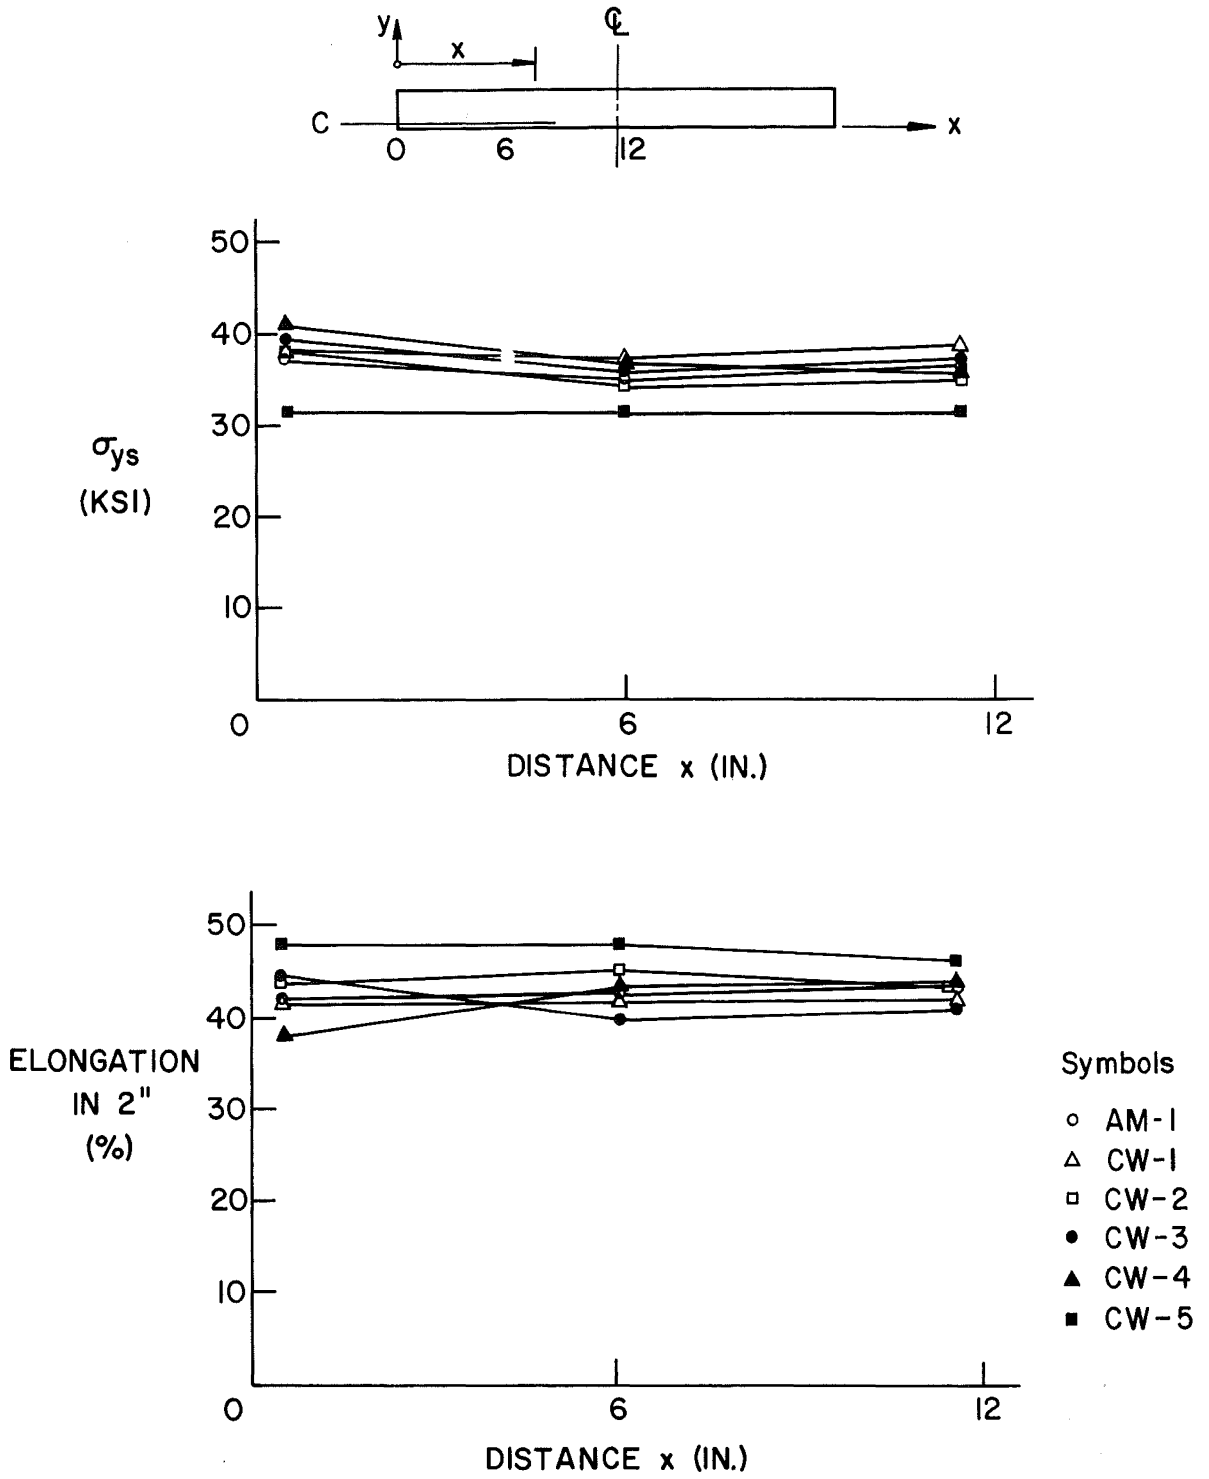 y
x
℄
C
x
0 6 12
50
40
30
20
10
0 6 12
σys
(KSI)
DISTANCE x (IN.)
50
40
30
20
10
0 6 12
ELONGATION
IN 2"
(%)
DISTANCE x (IN.)
Symbols
AM-1
CW-1
CW-2
CW-3
CW-4
CW-5